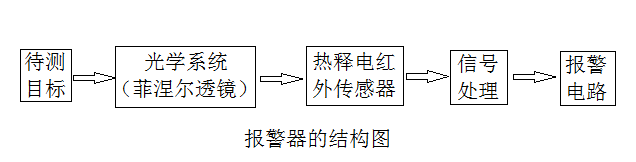 待测
目标
光学系统
（菲涅尔透镜）
热释电红
外传感器
信号
处理
报警
电路
报警器的结构图